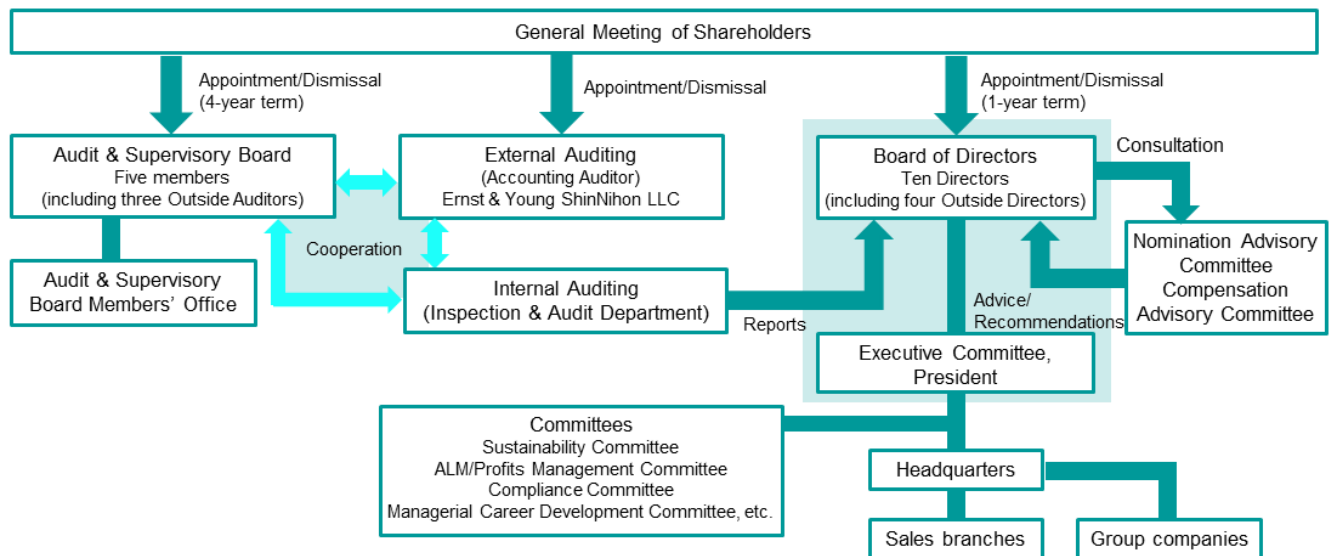 General Meeting of Shareholders
Appointment/Dismissal
(4-year term)
Appointment/Dismissal
Appointment/Dismissal
(1-year term)
Audit & Supervisory Board
Five members
(including three Outside Auditors)
External Auditing
(Accounting Auditor)
Ernst & Young ShinNihon LLC
Board of Directors
Ten Directors
(including four Outside Directors)
Consultation
Cooperation
Audit & Supervisory
Board Members’ Office
Internal Auditing
(Inspection & Audit Department)
Reports
Nomination Advisory
Committee
Compensation
Advisory Committee
Advice/
Recommendations
Executive Committee,
President
Committees
Sustainability Committee
ALM/Profits Management Committee
Compliance Committee
Managerial Career Development Committee, etc.
Headquarters
Sales branches
Group companies